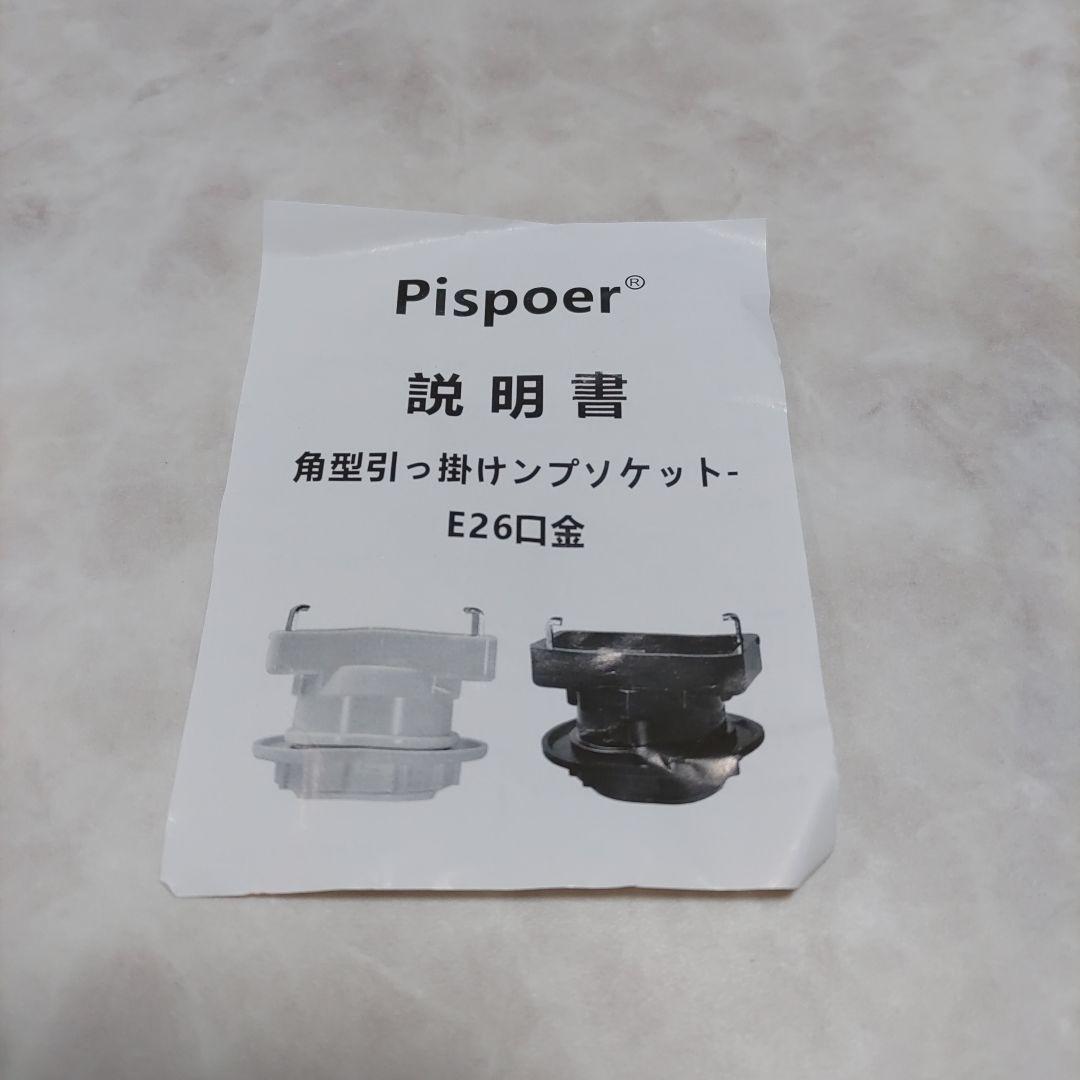 Pispoer®
説明書
角型引っ掛けンプソケット-
E26口金